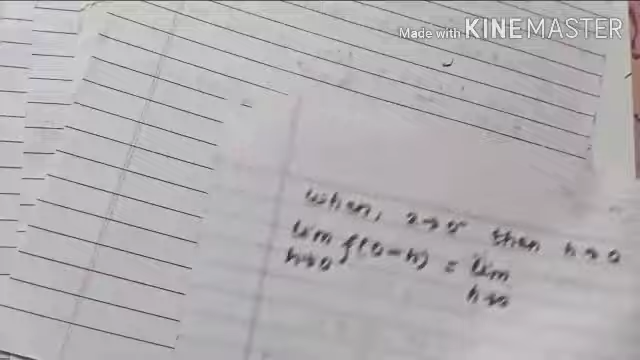 Made with KINEMASTER
when, x→0⁻ then h→0
lim f(0-h) = lim
h→0 h→0